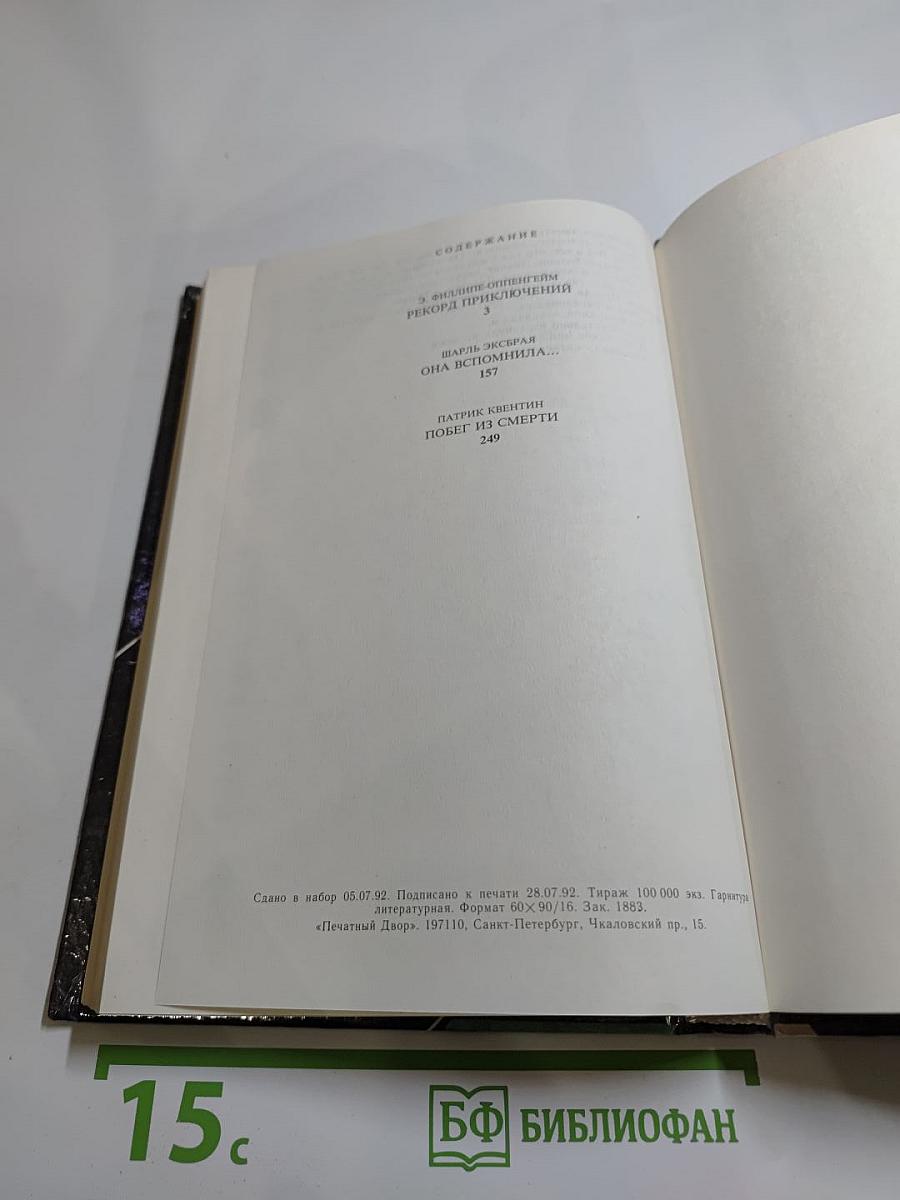 СОДЕРЖАНИЕ
Э. ФИЛЛИПЕ-ОППЕНГЕЙМ
РЕКОРД ПРИКЛЮЧЕНИЙ
3
ШАРЛЬ ЭКСБРАЯ
ОНА ВСПОМНИЛА...
157
ПАТРИК КВЕНТИН
ПОБЕГ ИЗ СМЕРТИ
249
Сдано в набор 05.07.92. Подписано к печати 28.07.92. Тираж 100 000 экз. Гарнитура
литературная. Формат 60×90/16. Зак. 1883.
«Печатный Двор». 197110, Санкт-Петербург, Чкаловский пр., 15.
15 с
БФ БИБЛИОФАН